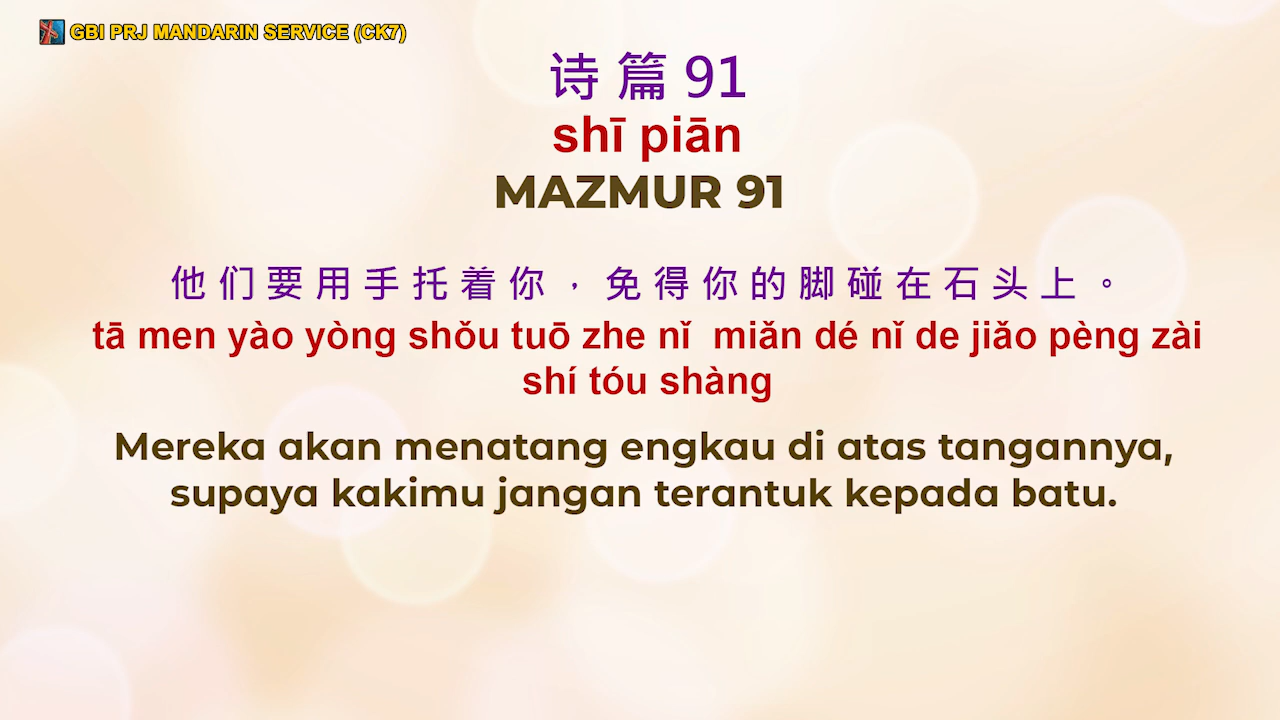 GBI PRJ MANDARIN SERVICE (CK7)
诗 篇 91
shī piān
MAZMUR 91
他 们 要 用 手 托 着 你 ， 免 得 你 的 脚 碰 在 石 头 上 。
tā men yào yòng shǒu tuō zhe nǐ  miǎn dé nǐ de jiǎo pèng zài
shí tóu shàng
Mereka akan menatang engkau di atas tangannya,
supaya kakimu jangan terantuk kepada batu.